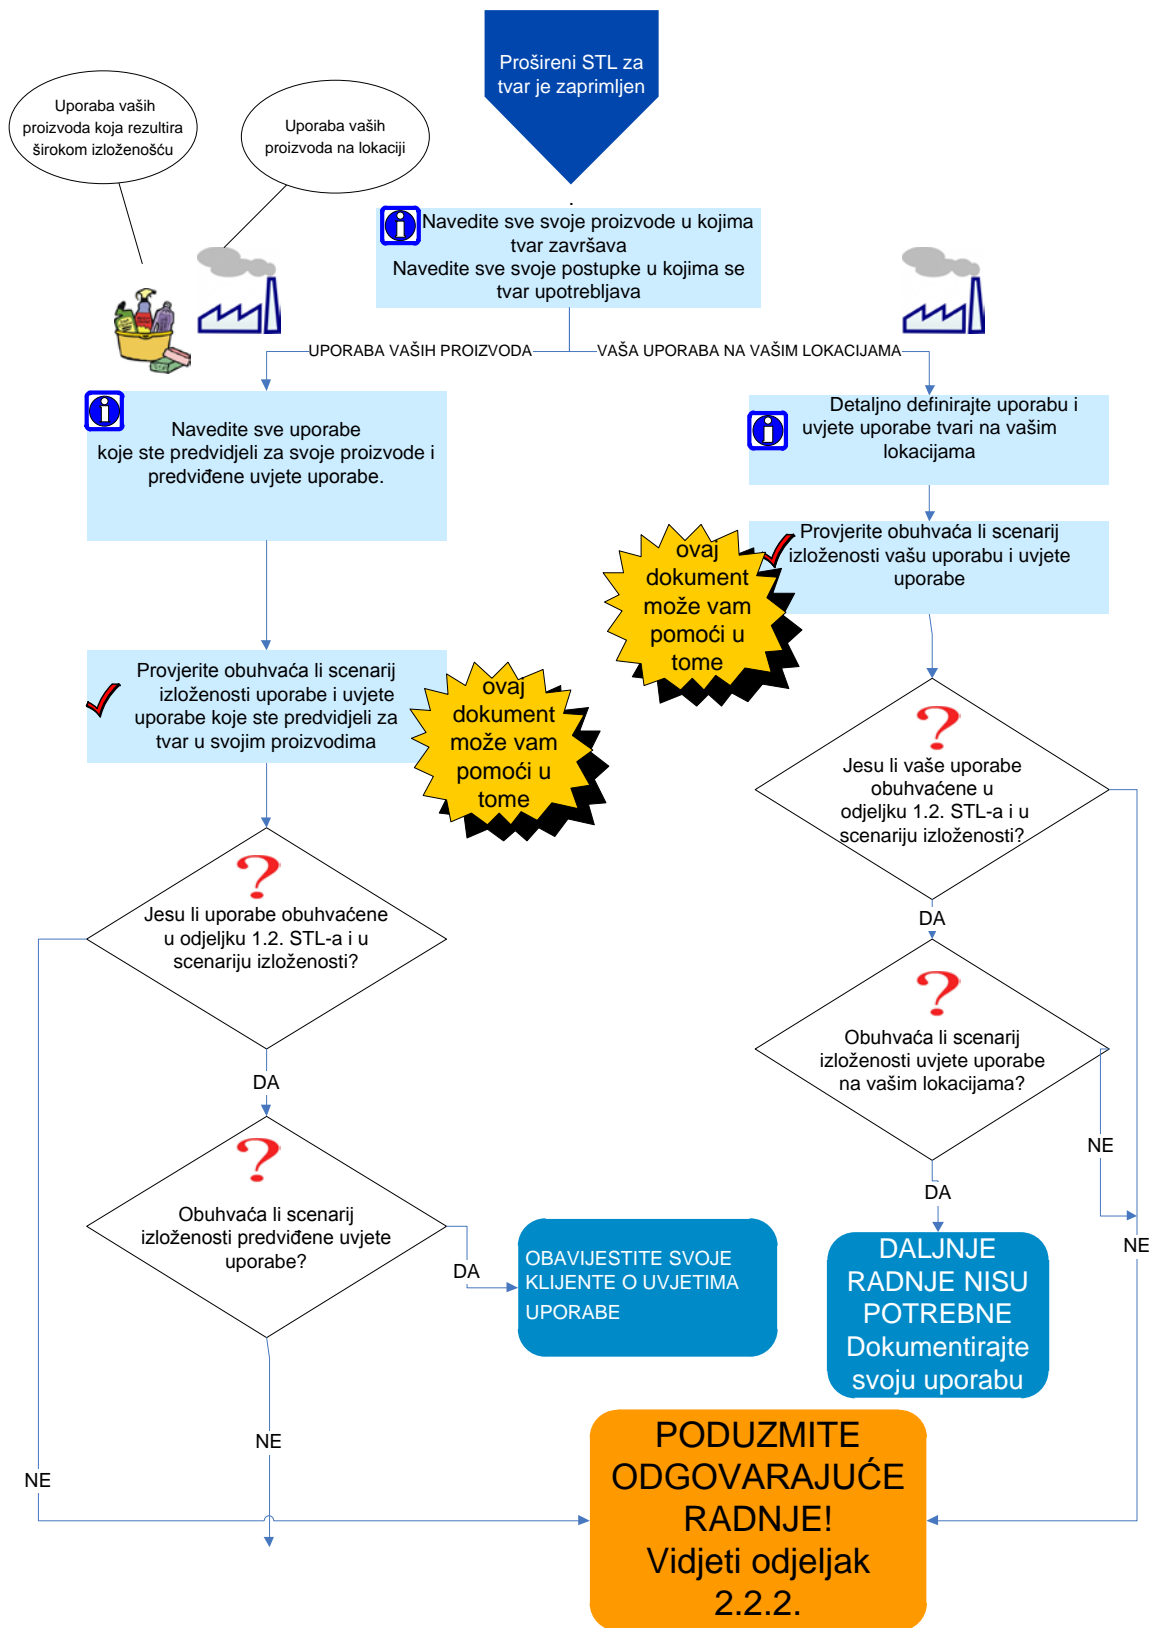 Prošireni STL za
tvar je zaprimljen
Uporaba vaših
proizvoda koja rezultira
širokom izloženošću
Uporaba vaših
proizvoda na lokaciji
.
Navedite sve svoje proizvode u kojima
tvar završava
Navedite sve svoje postupke u kojima se
tvar upotrebljava
UPORABA VAŠIH PROIZVODA
VAŠA UPORABA NA VAŠIM LOKACIJAMA
Navedite sve uporabe
koje ste predvidjeli za svoje proizvode i
predviđene uvjete uporabe.
Detaljno definirajte uporabu i
uvjete uporabe tvari na vašim
lokacijama
Provjerite obuhvaća li scenarij
izloženosti vašu uporabu i uvjete
uporabe
ovaj
dokument
može vam
pomoći u
tome
Provjerite obuhvaća li scenarij
izloženosti uporabe i uvjete
uporabe koje ste predvidjeli za
tvar u svojim proizvodima
ovaj
dokument
može vam
pomoći u
tome
?
Jesu li vaše uporabe
obuhvaćene u
odjeljku 1.2. STL-a i u
scenariju izloženosti?
?
Jesu li uporabe obuhvaćene
u odjeljku 1.2. STL-a i u
scenariju izloženosti?
DA
?
Obuhvaća li scenarij
izloženosti uvjete uporabe
na vašim lokacijama?
DA
NE
?
Obuhvaća li scenarij
izloženosti predviđene uvjete
uporabe?
DA
DA
NE
OBAVIJESTITE SVOJE
KLIJENTE O UVJETIMA
UPORABE
DALJNJE
RADNJE NISU
POTREBNE
Dokumentirajte
svoju uporabu
NE
NE
PODUZMITE
ODGOVARAJUĆE
RADNJE!
Vidjeti odjeljak
2.2.2.